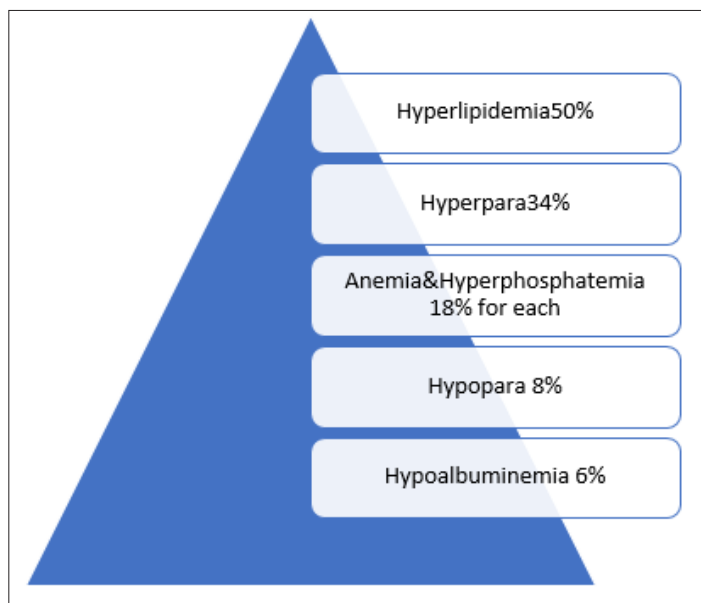 Hyperlipidemia50%
Hyperpara34%
Anemia&Hyperphosphatemia
18% for each
Hypopara 8%
Hypoalbuminemia 6%